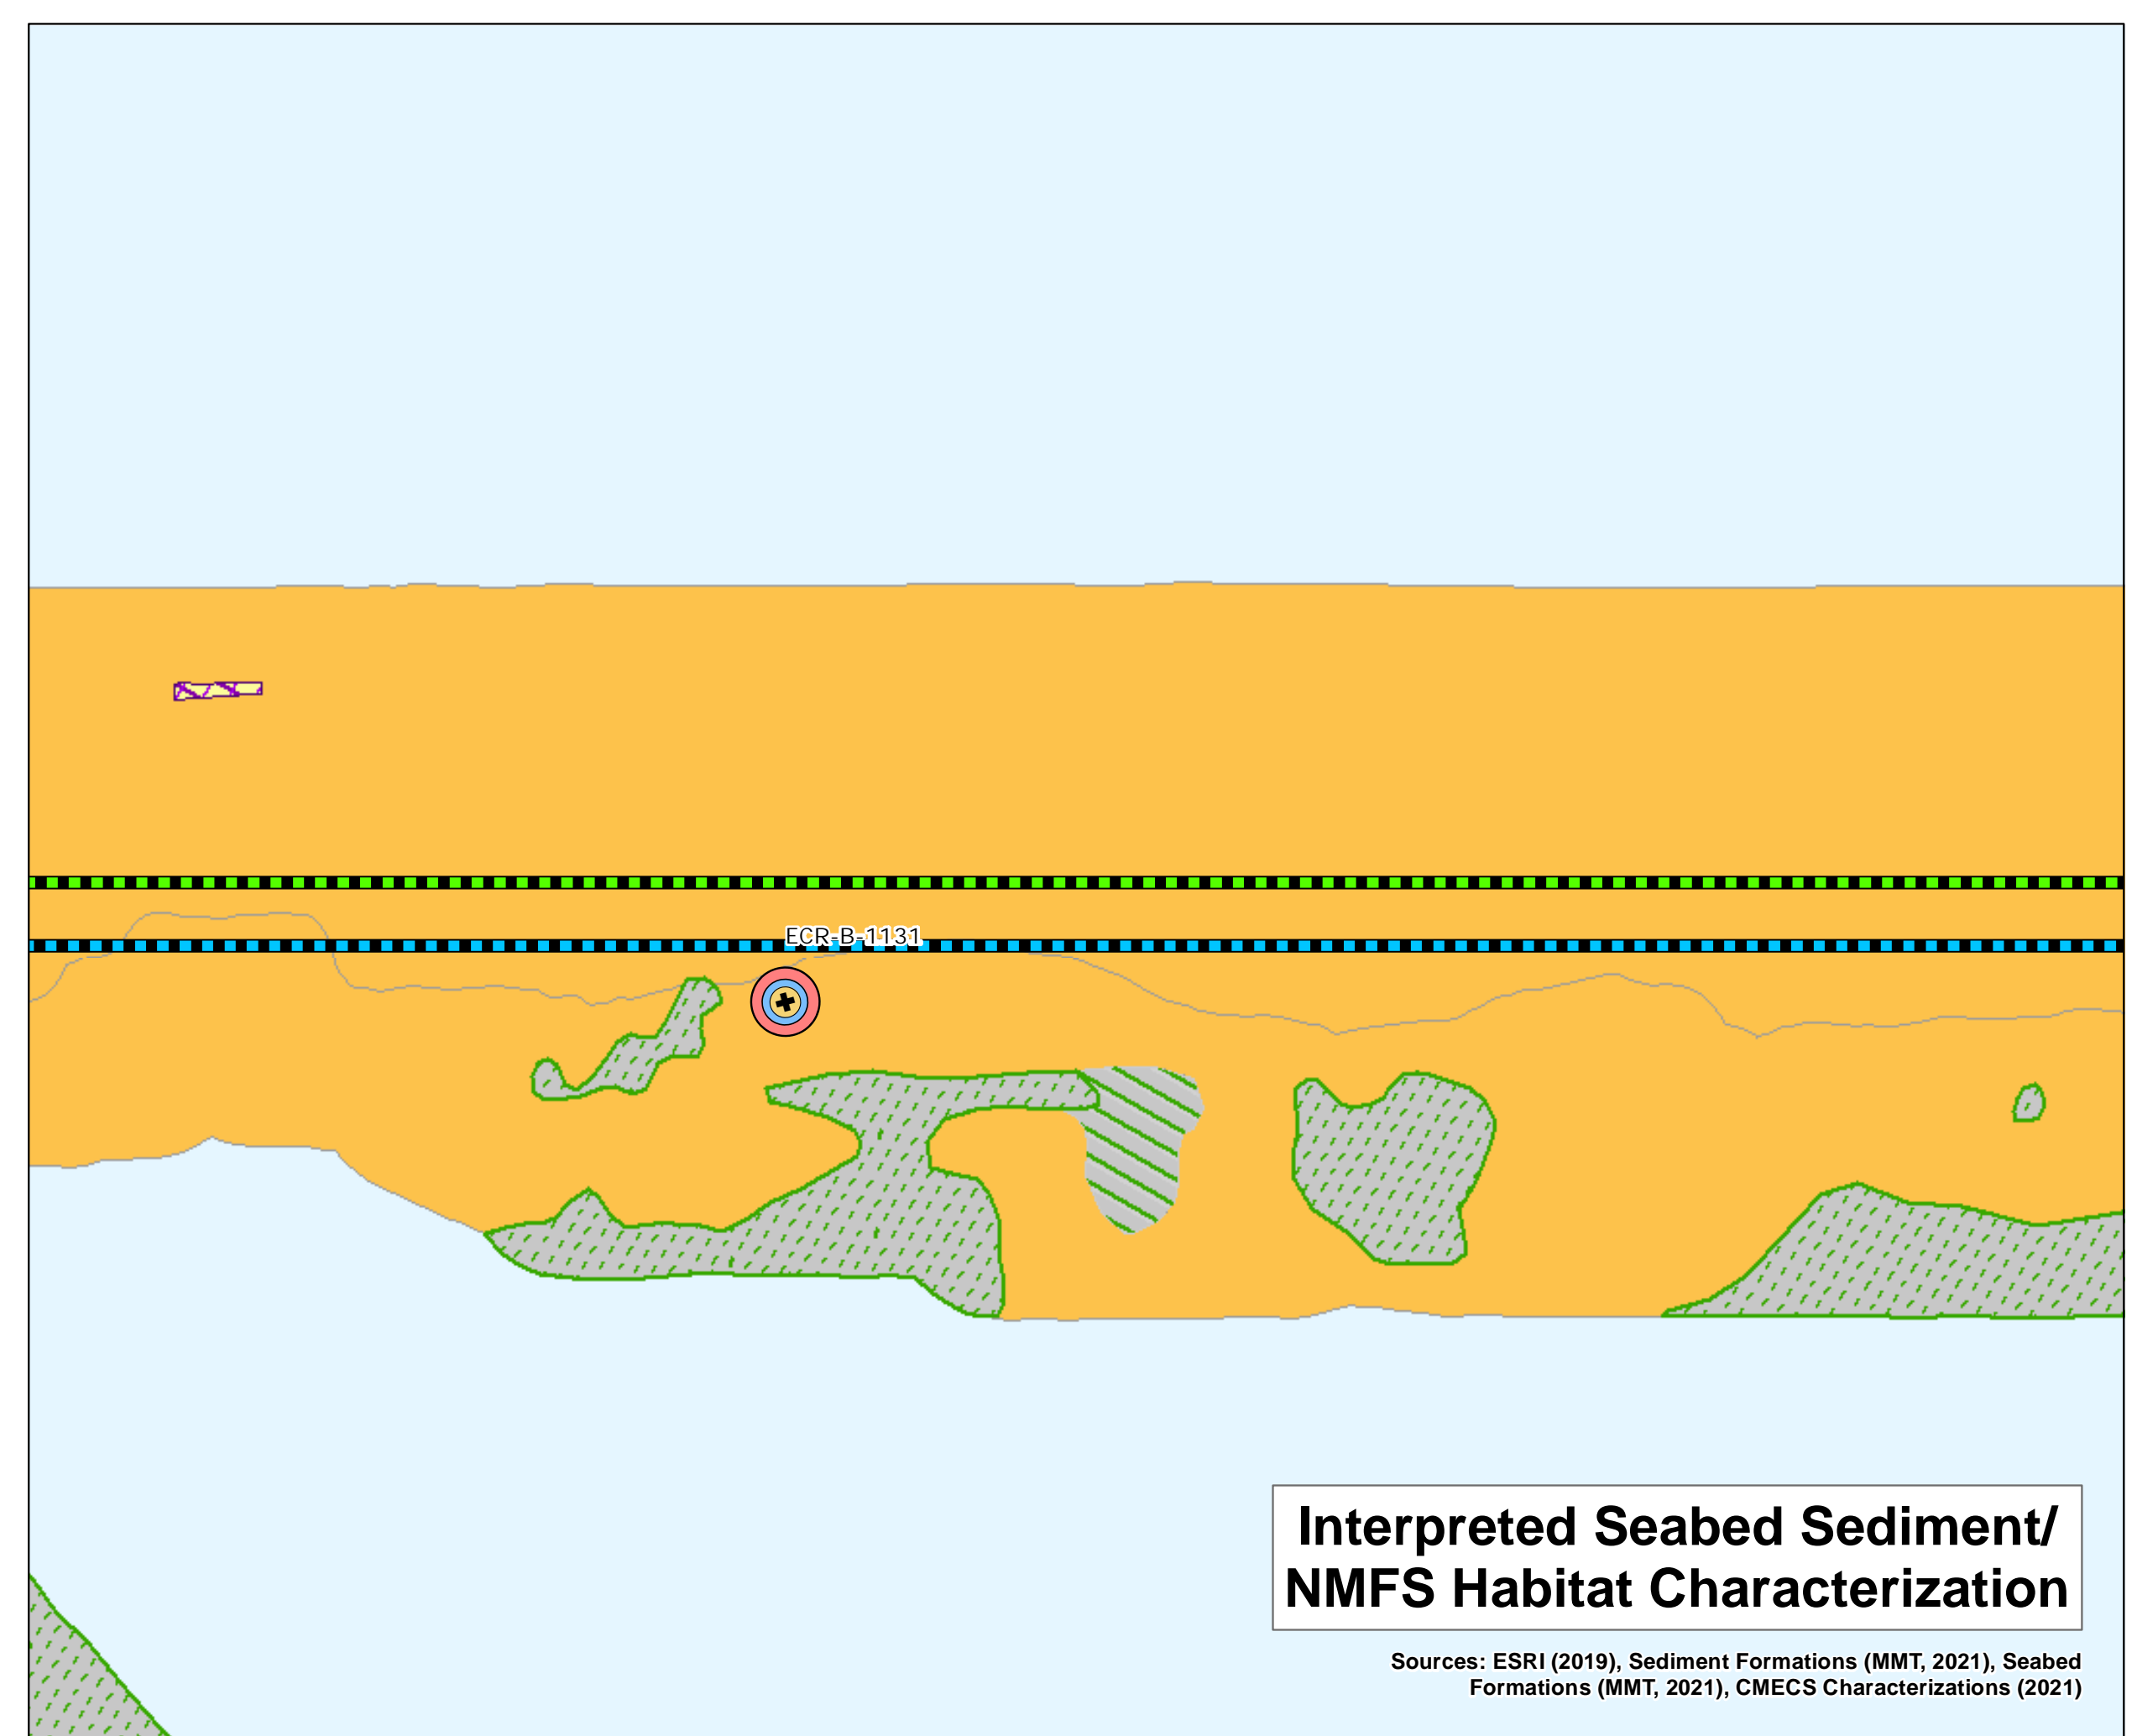 ECR-B-1131
Interpreted Seabed Sediment/
NMFS Habitat Characterization
Sources: ESRI (2019), Sediment Formations (MMT, 2021), Seabed
Formations (MMT, 2021), CMECS Characterizations (2021)